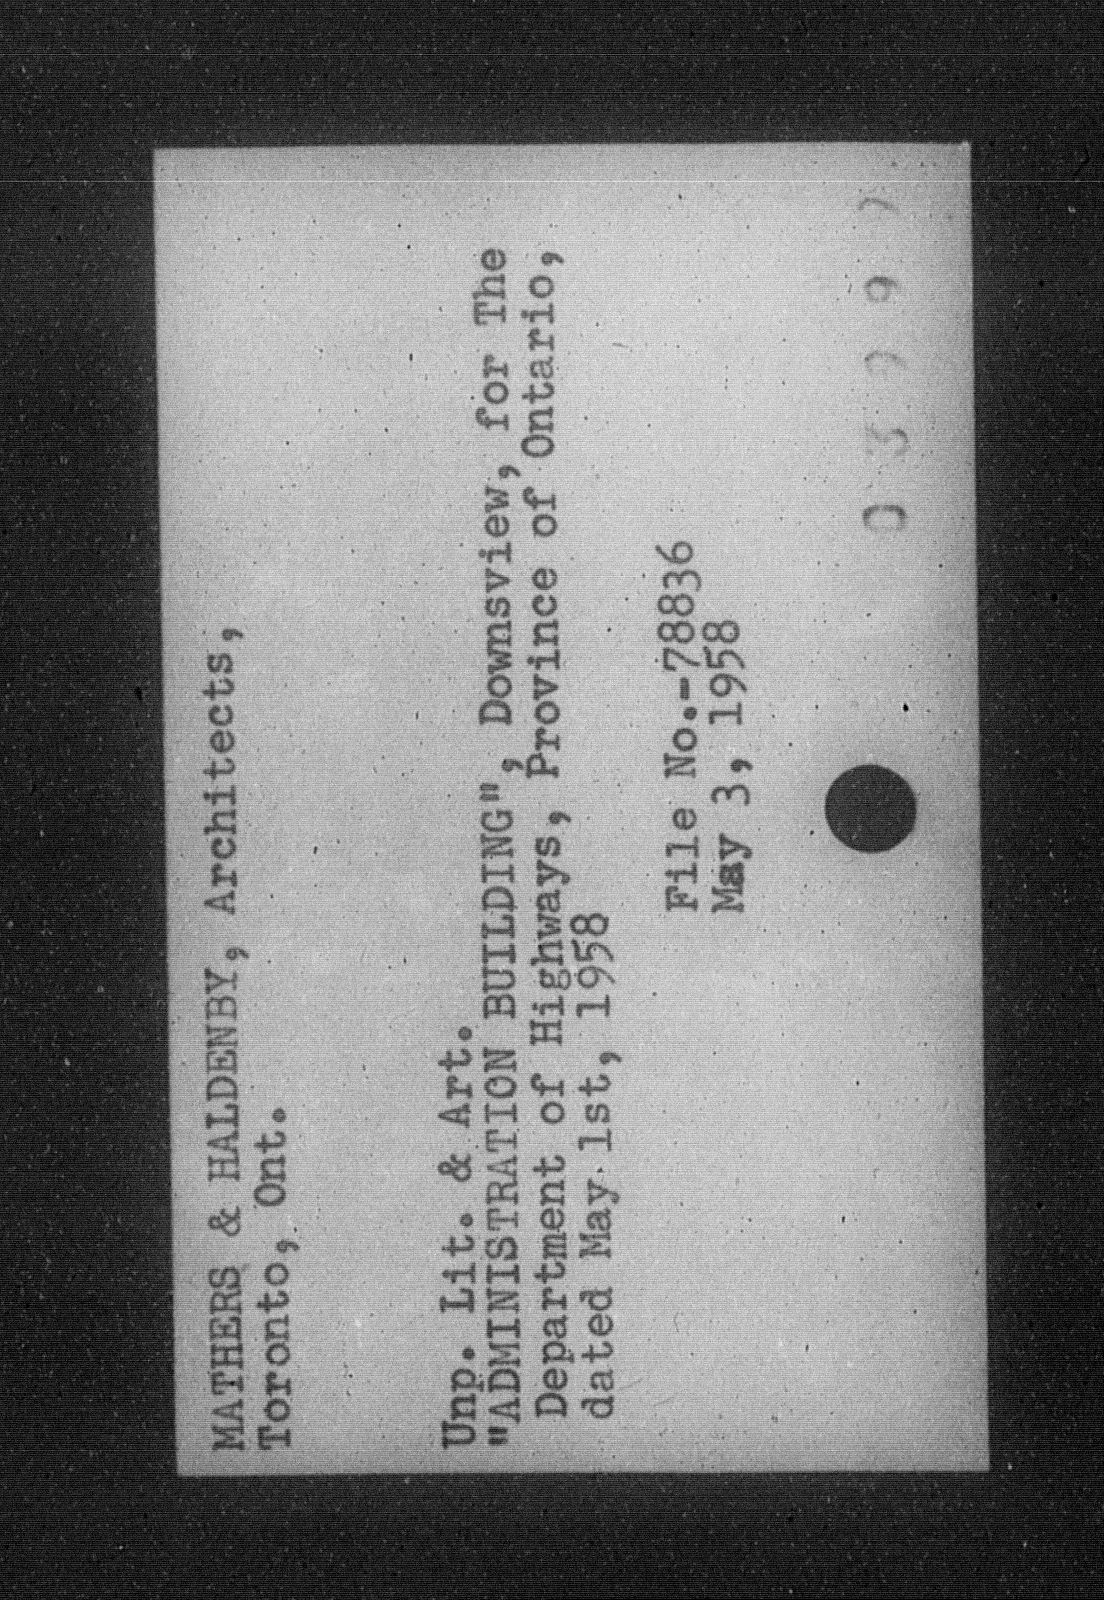 MATHERS & HALDENBY, Architects,
Toronto, Ont.
Unp. Lit. & Art.
"ADMINISTRATION BUILDING", Downsview, for The
Department of Highways, Province of Ontario,
dated May 1st, 1958
File No.-78836
May 3, 1958